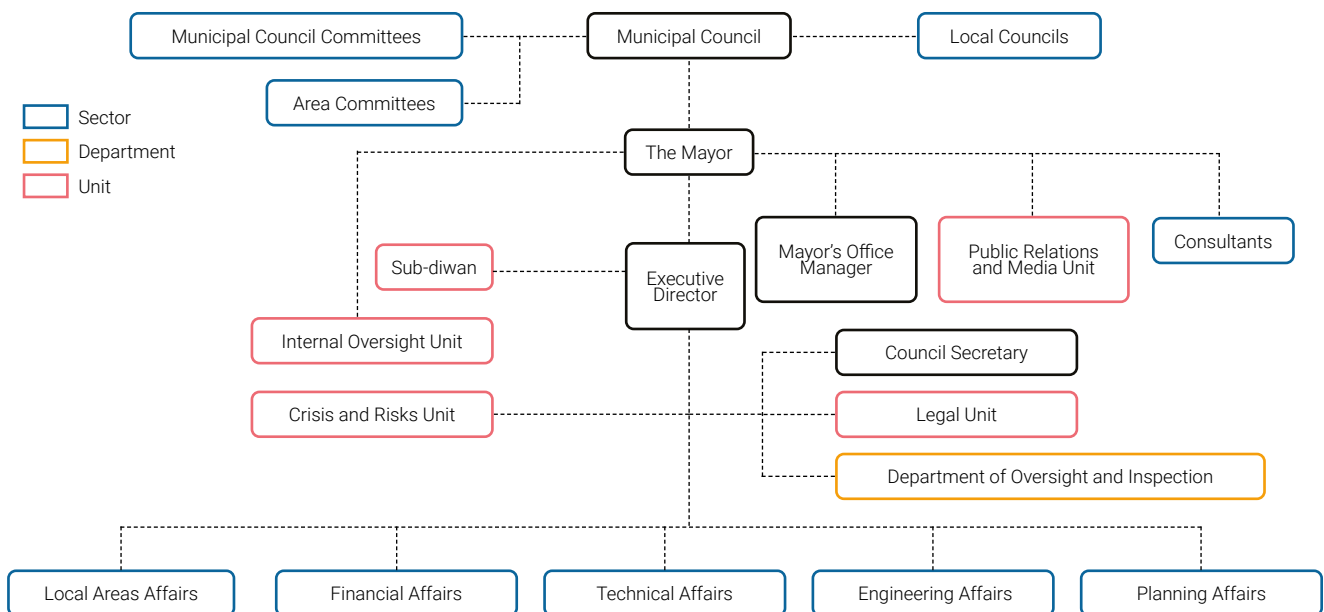 Municipal Council Committees
Municipal Council
Local Councils
Area Committees
Sector
Department
Unit
The Mayor
Sub-diwan
Executive
Director
Mayor's Office
Manager
Public Relations
and Media Unit
Consultants
Internal Oversight Unit
Council Secretary
Crisis and Risks Unit
Legal Unit
Department of Oversight and Inspection
Local Areas Affairs
Financial Affairs
Technical Affairs
Engineering Affairs
Planning Affairs